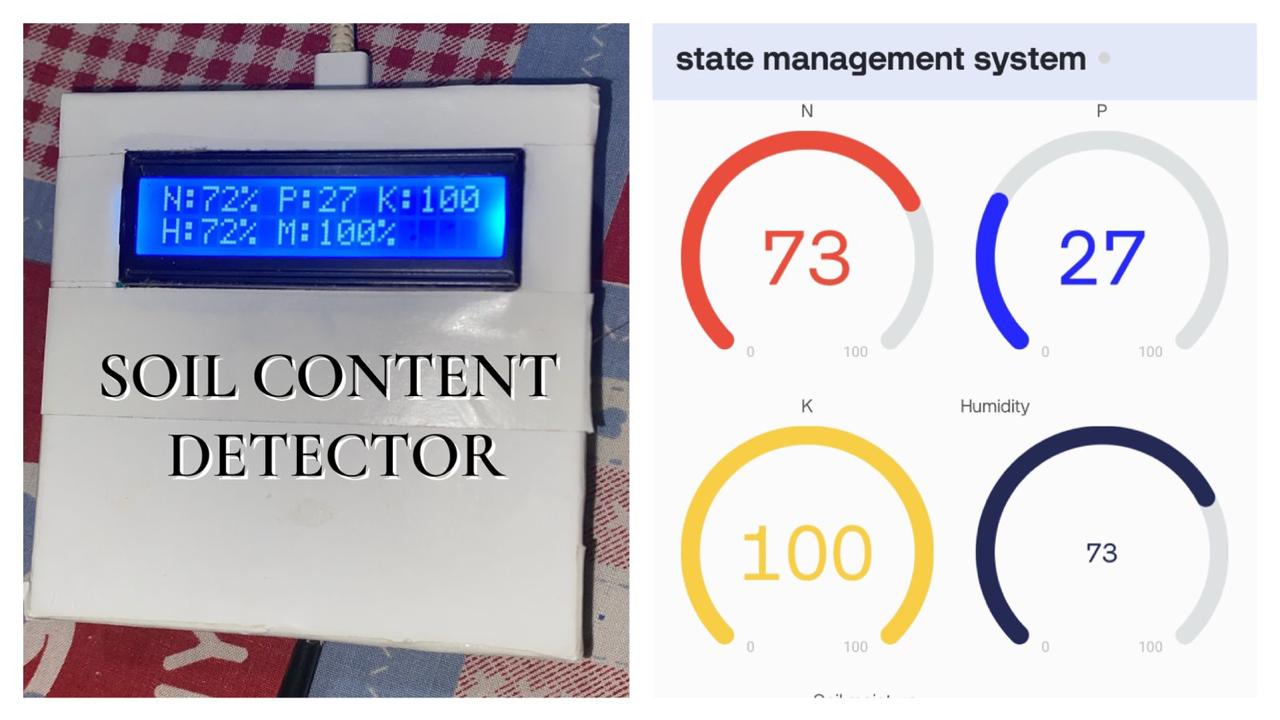 N:72% P:27 K:100
H:72% M:100%
SOIL CONTENT
DETECTOR
state management system
N
P
73
27
0
100
0
100
K
Humidity
100
73
0
100
0
100